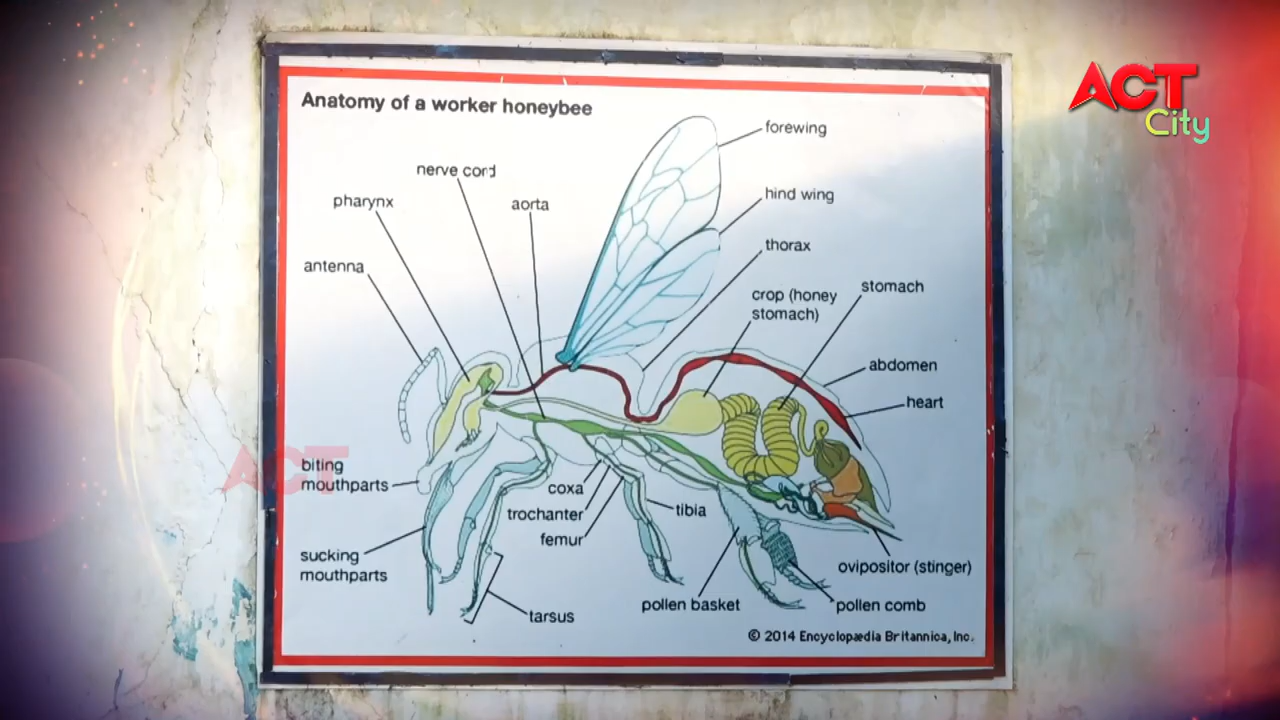 ACT
City
Anatomy of a worker honeybee
forewing
nerve cord
hind wing
pharynx
aorta
thorax
antenna
stomach
crop (honey
stomach)
abdomen
heart
biting
mouthparts
ACT
coxa
trochanter
tibia
femur
sucking
mouthparts
ovipositor (stinger)
pollen basket
pollen comb
tarsus
© 2014 Encyclopædia Britannica, Inc.